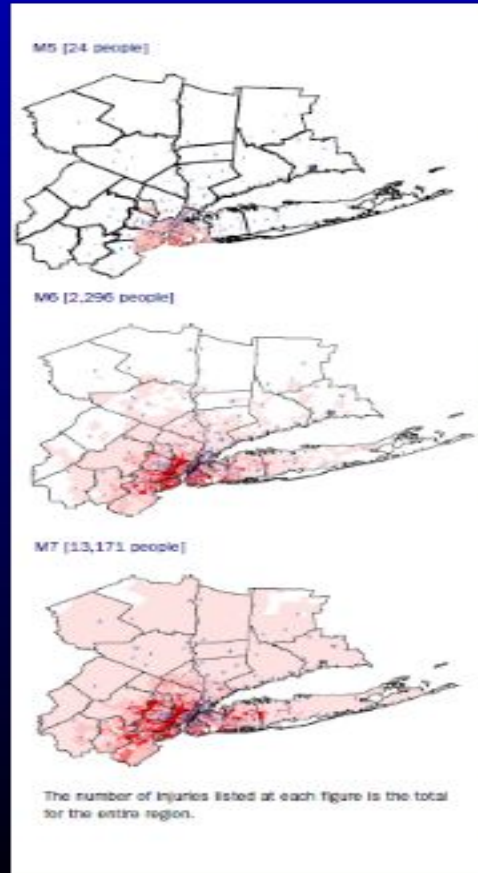 M5 [24 people]
M6 [2,296 people]
M7 [13,171 people]
The number of injuries listed at each figure is the total
for the entire region.